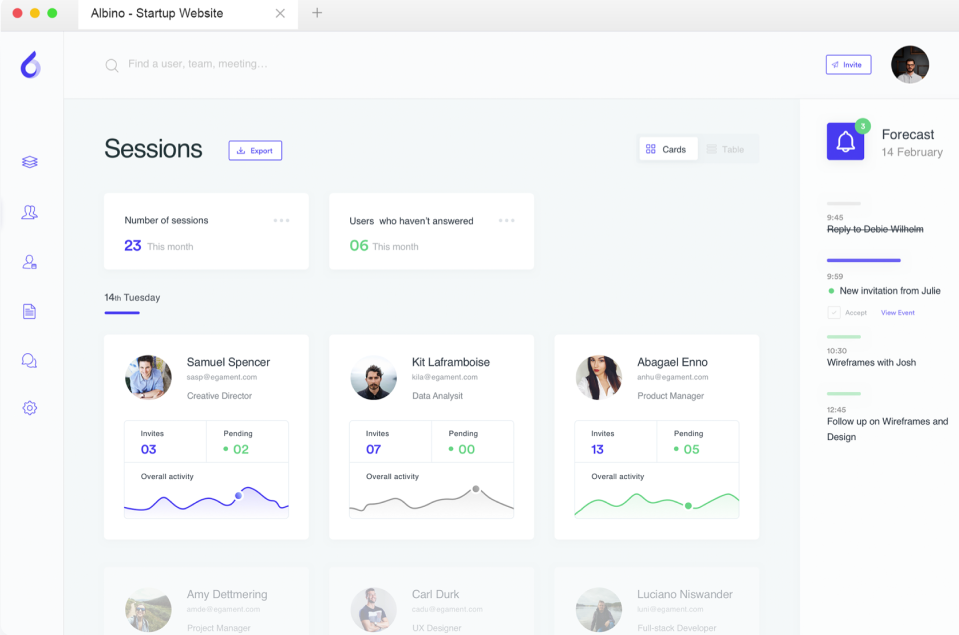 Albino - Startup Website
Find a user, team, meeting...
Invite
Sessions
Export
Cards
Table
Number of sessions
23 This month
Users who haven't answered
06 This month
14th Tuesday
Samuel Spencer
sasp@egament.com
Creative Director
Invites
03
Pending
02
Overall activity
Kit Laframboise
kila@egament.com
Data Analysit
Invites
07
Pending
00
Overall activity
Abagael Enno
anhu@egament.com
Product Manager
Invites
13
Pending
05
Overall activity
Amy Dettmering
Project Manager
Carl Durk
cadu@egament.com
UX Designer
Luciano Niswander
Full-stack Developer
3
Forecast
14 February
9:45
Reply to Debie Wilhelm
9:59
New invitation from Julie
Accept
View Event
10:30
Wireframes with Josh
12:45
Follow up on Wireframes and
Design